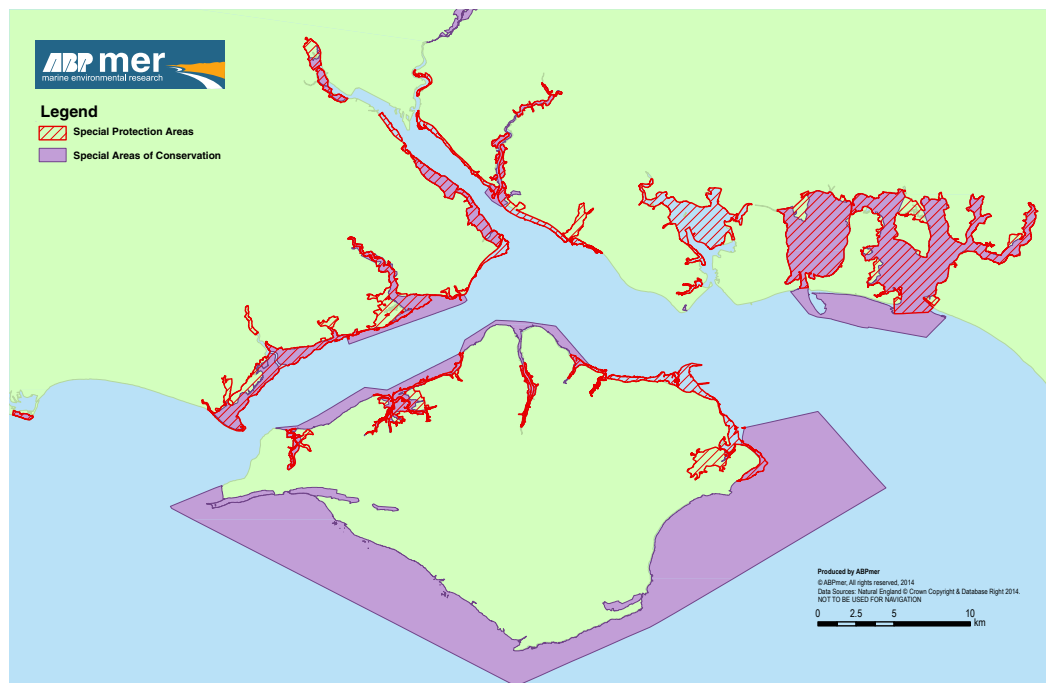 ABP mer
marine environmental research
Legend
Special Protection Areas
Special Areas of Conservation
Produced by ABPmer
© ABPmer, All rights reserved, 2014
Data Sources: Natural England © Crown Copyright & Database Right 2014.
NOT TO BE USED FOR NAVIGATION
0 2.5 5 10
km